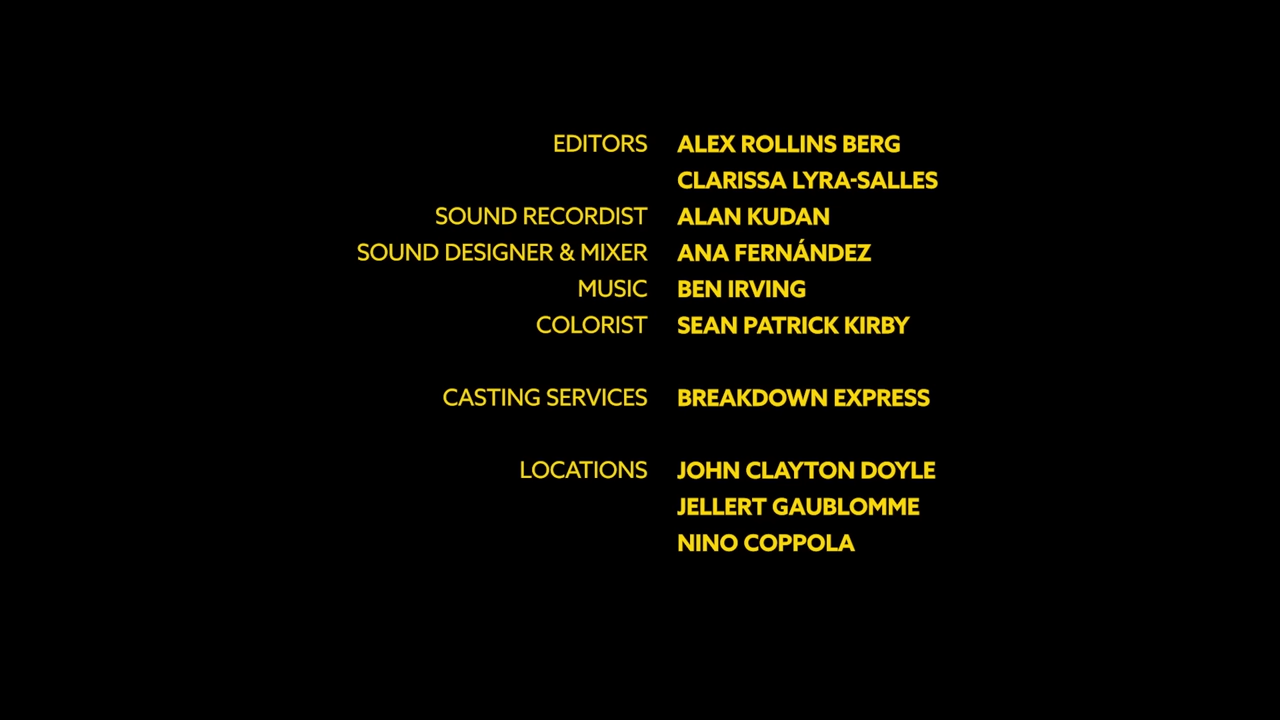 EDITORS ALEX ROLLINS BERG
CLARISSA LYRA-SALLES
SOUND RECORDIST ALAN KUDAN
SOUND DESIGNER & MIXER ANA FERNÁNDEZ
MUSIC BEN IRVING
COLORIST SEAN PATRICK KIRBY
CASTING SERVICES BREAKDOWN EXPRESS
LOCATIONS JOHN CLAYTON DOYLE
JELLERT GAUBLOMME
NINO COPPOLA